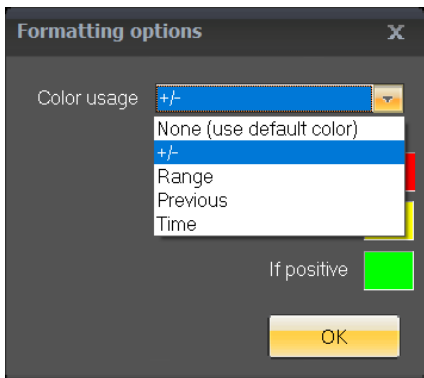 Formatting options X
Color usage +/-
None (use default color)
+/-
Range
Previous
Time
If positive
OK